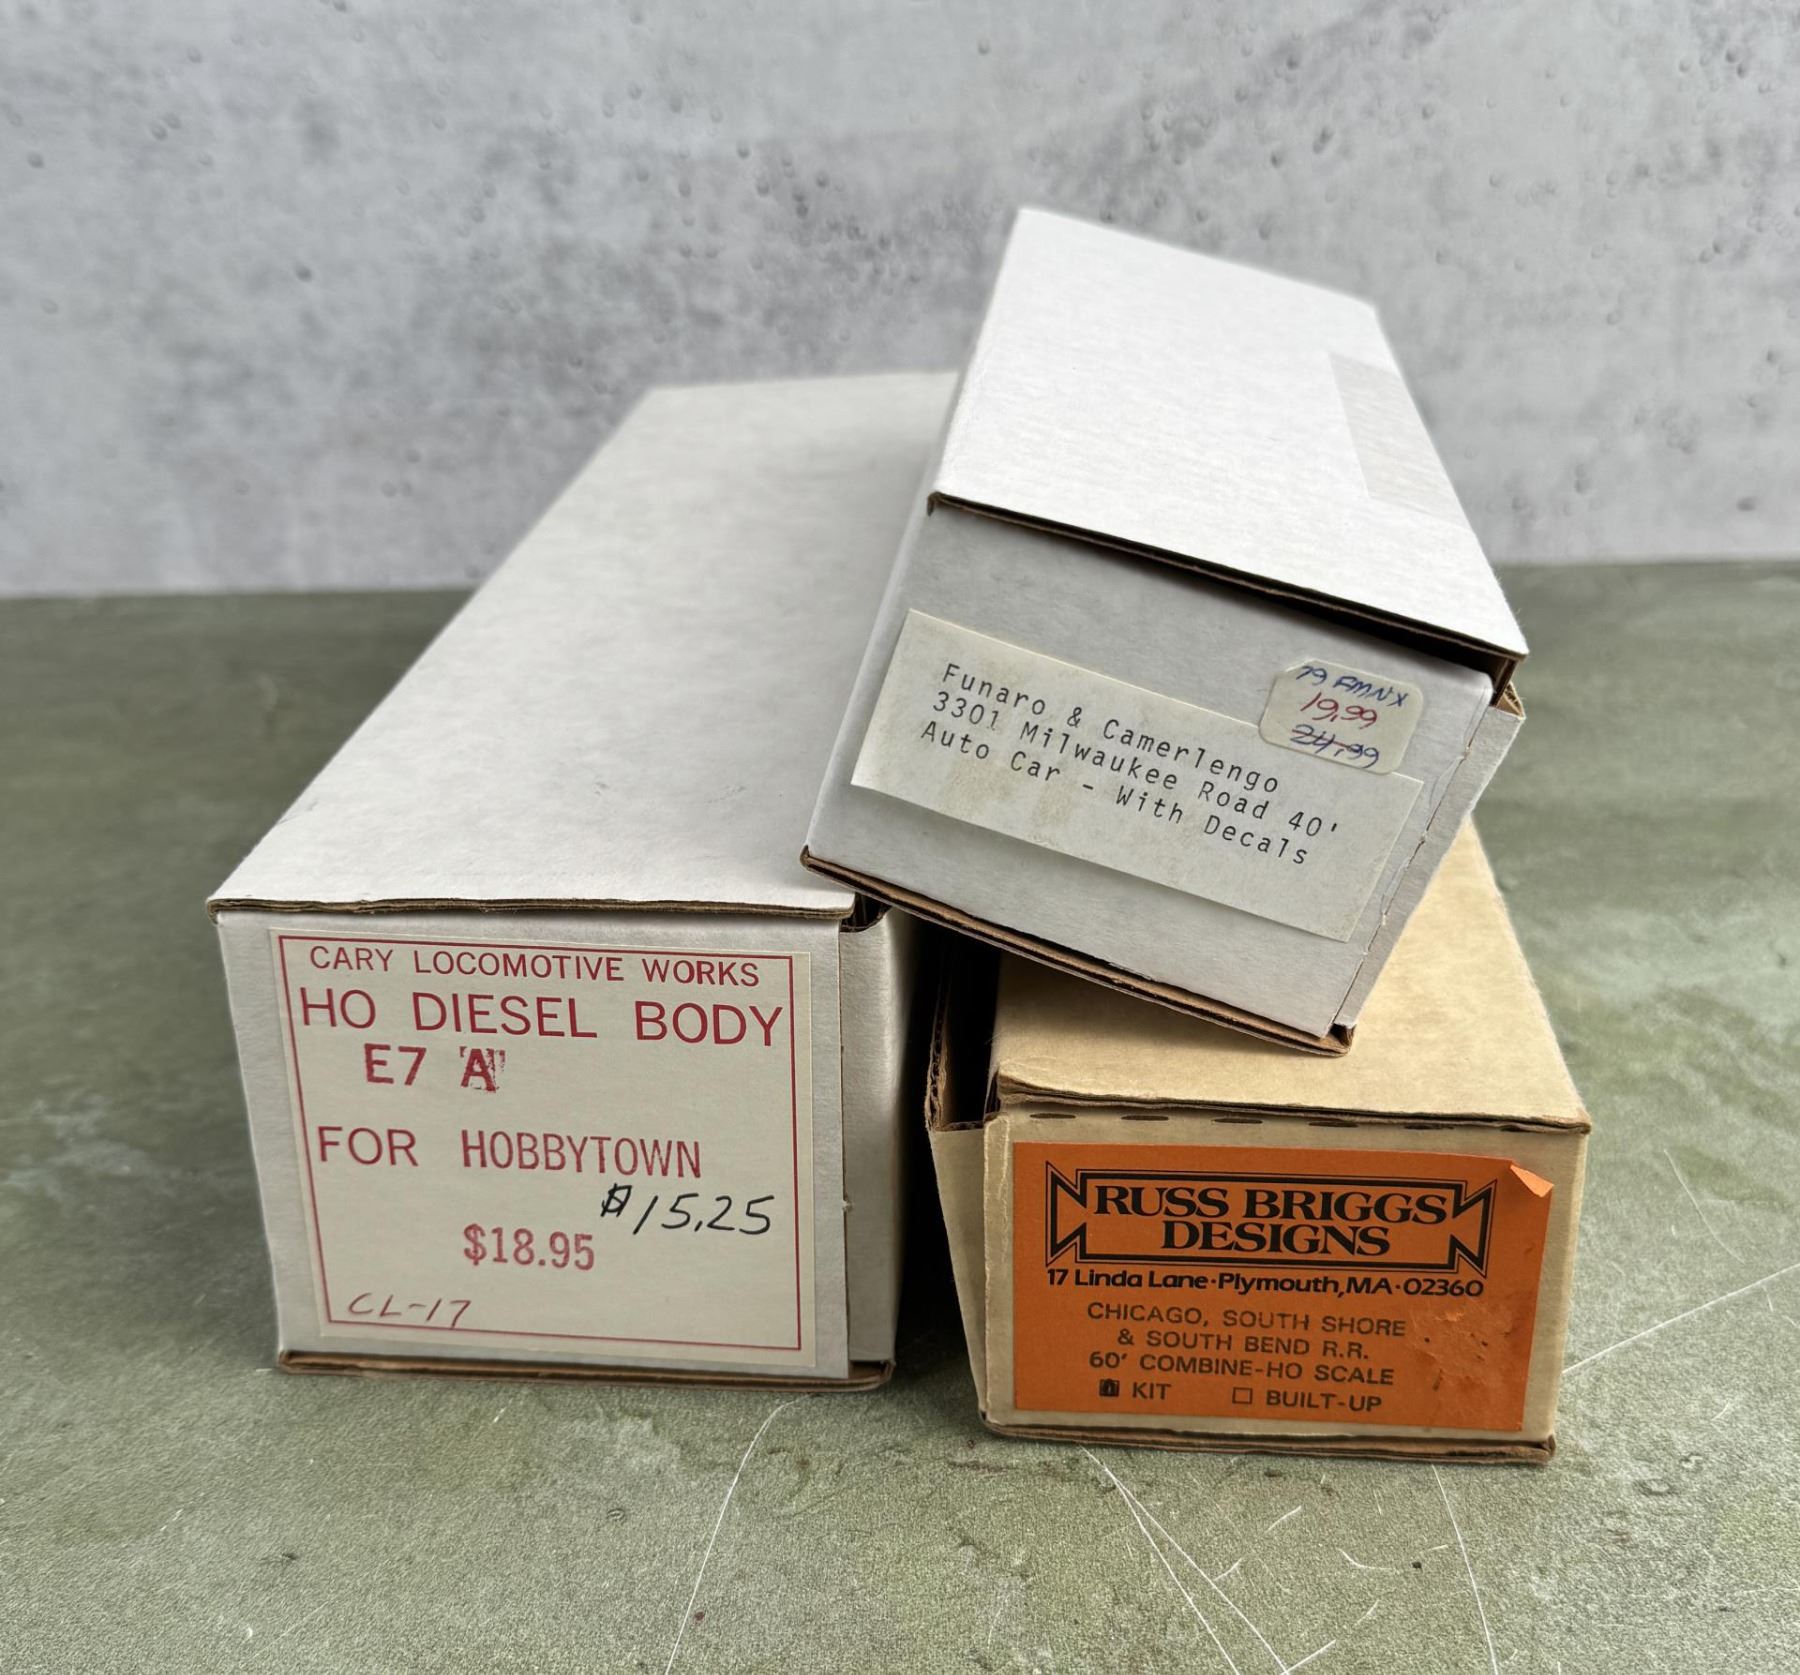 Funaro & Camerlengo
3301 Milwaukee Road 40'
Auto Car - With Decals
79 FMNX
19.99
24.99
CARY LOCOMOTIVE WORKS
HO DIESEL BODY
E7 "A"
FOR HOBBYTOWN
$15.25
$18.95
CL-17
RUSS BRIGGS
DESIGNS
17 Linda Lane·Plymouth, MA·02360
CHICAGO, SOUTH SHORE
& SOUTH BEND R.R.
60' COMBINE-HO SCALE
KIT □ BUILT-UP